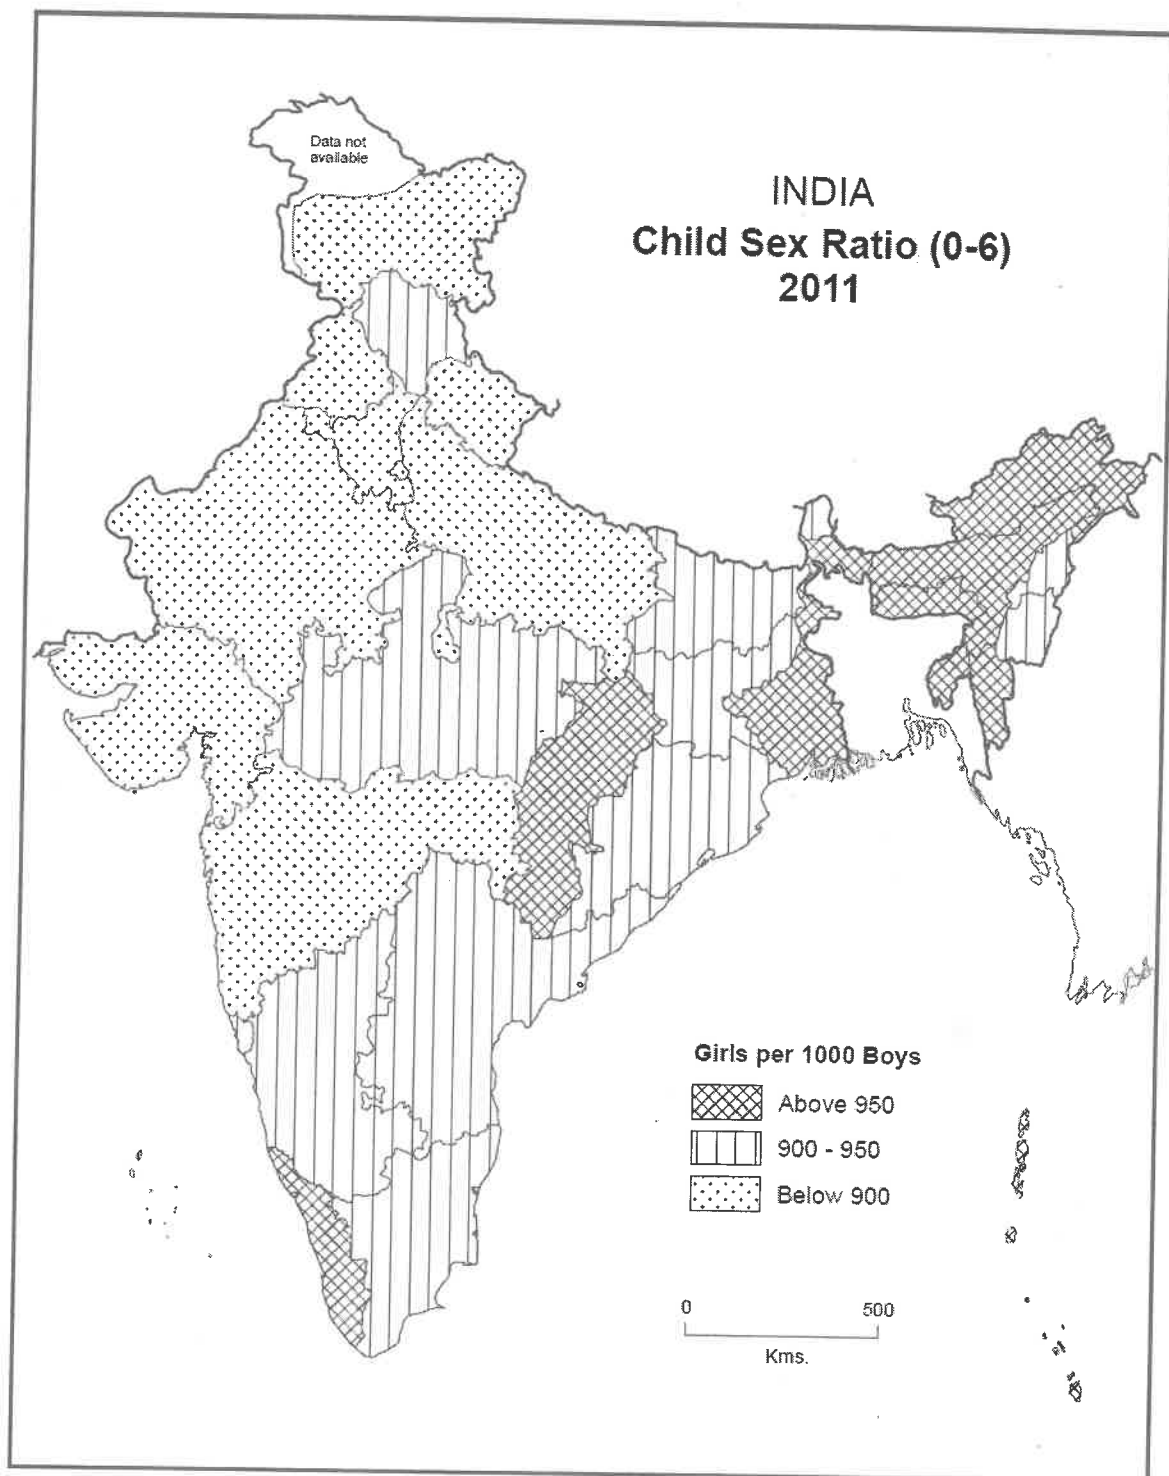 Data not
available
INDIA
Child Sex Ratio (0-6)
2011
Girls per 1000 Boys
Above 950
900 - 950
Below 900
0 500
Kms.